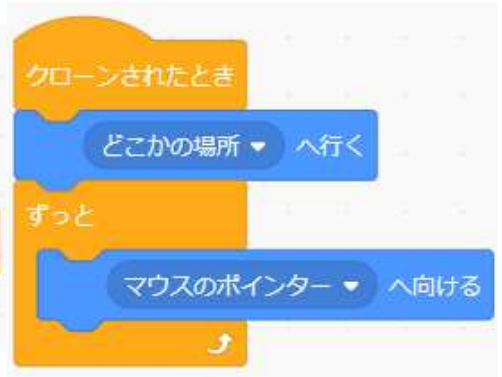 クローンされたとき
どこかの場所 へ行く
ずっと
マウスのポインター へ向ける